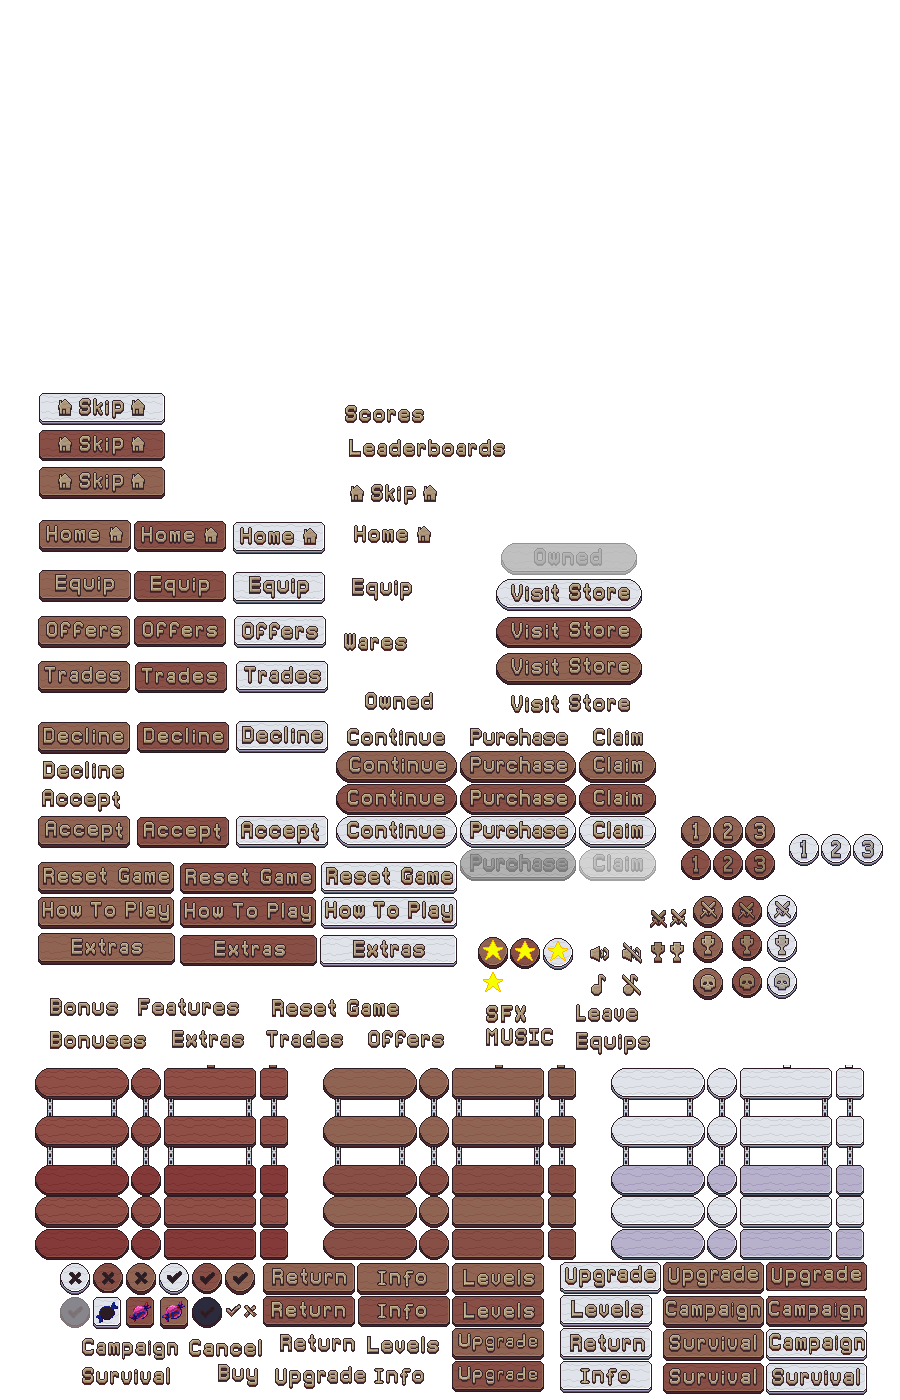 Skip
Scores
Skip
Leaderboards
Skip
Skip
Home Home Home Home
Owned
Equip Equip Equip Equip
Visit Store
Offers Offers Offers
Visit Store
Wares
Trades Trades Trades
Visit Store
Owned
Visit Store
Decline Decline Decline Continue Purchase Claim
Decline
Continue Purchase Claim
Accept
Continue Purchase Claim
Accept Accept Accept Continue Purchase Claim
1 2 3
1 2 3
Purchase Claim
1 2 3
Reset Game Reset Game Reset Game
How To Play How To Play How To Play
Extras Extras Extras
Bonus Features Reset Game
SFX Leave
Bonuses Extras Trades Offers
MUSIC Equips
Return Info Levels Upgrade Upgrade Upgrade
Return Info Levels Levels Campaign Campaign
Campaign Cancel Return Levels Upgrade Return Survival Campaign
Survival Buy Upgrade Info Upgrade Info Survival Survival